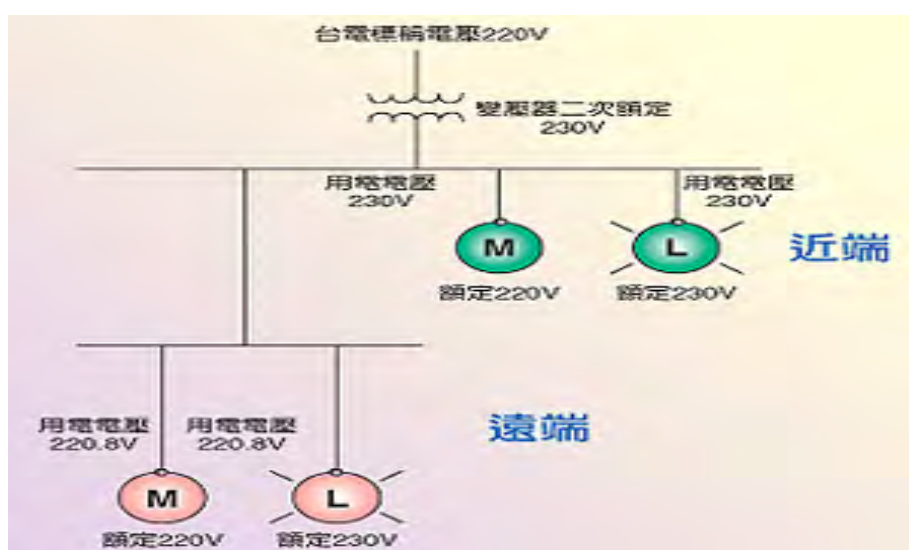 台電標稱電壓220V
變壓器二次額定
230V
用電電壓
230V
用電電壓
230V
M
L
近端
額定220V
額定230V
用電電壓
220.8V
用電電壓
220.8V
遠端
M
L
額定220V
額定230V